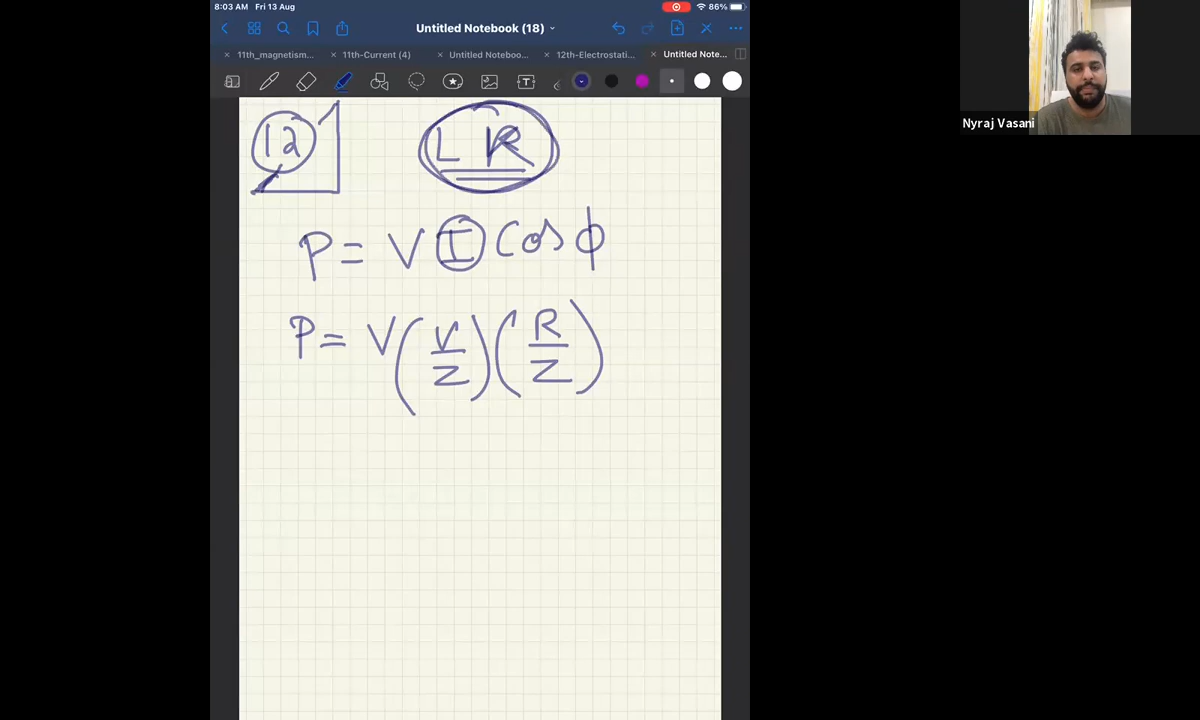 8:03 AM Fri 13 Aug
86%
Untitled Notebook (18)
11th_magnetism...
11th-Current (4)
Untitled Noteboo...
12th-Electrostati...
Untitled Note...
T
12
LR
P = V I Cos φ
P = V (V/Z) (R/Z)
Nyraj Vasani